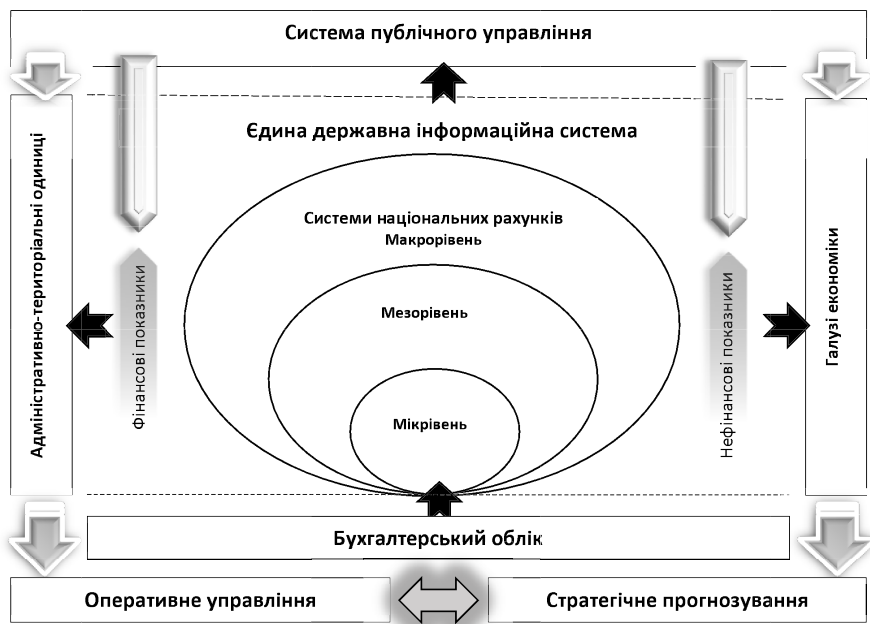 Система публічного управління
Єдина державна інформаційна система
Адміністративно-територіальні одиниці
Фінансові показники
Системи національних рахунків
Макрорівень
Мезорівень
Мікрівень
Нефінансові показники
Галузі економіки
Бухгалтерський облік
Оперативне управління
Стратегічне прогнозування